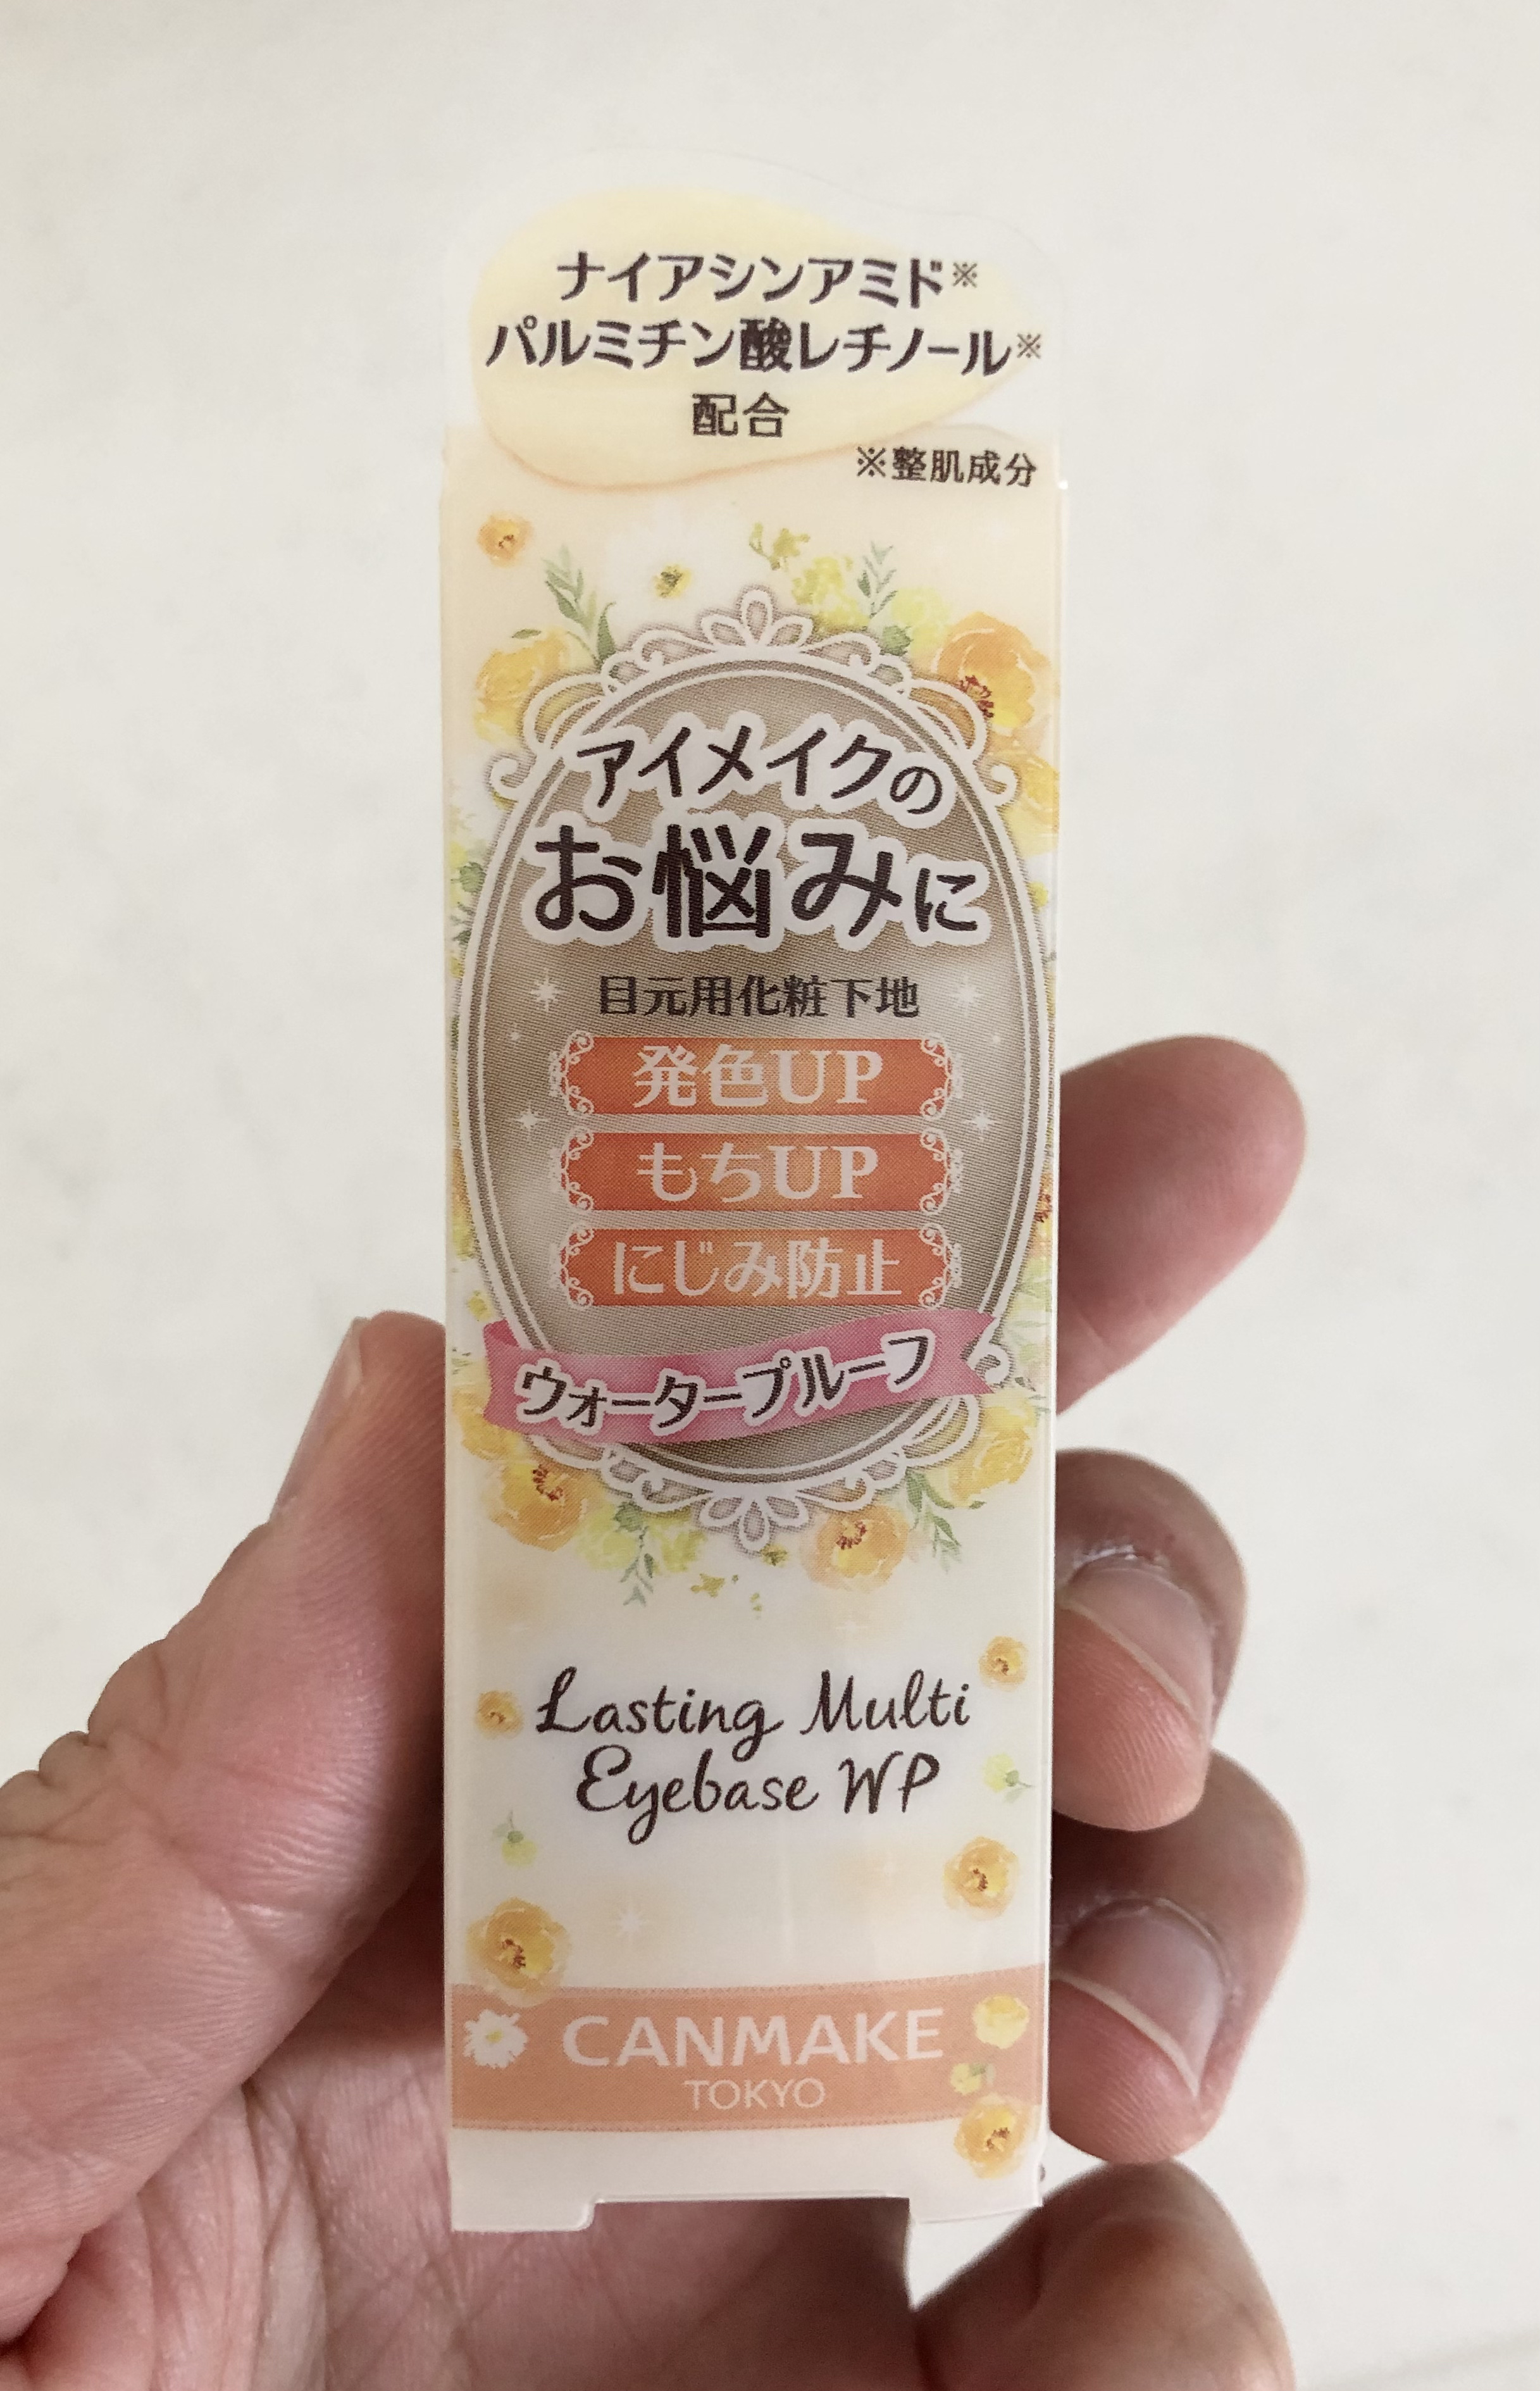 ナイアシンアミド※
パルミチン酸レチノール※
配合
※整肌成分
アイメイクの
お悩みに
目元用化粧下地
発色UP
もちUP
にじみ防止
ウォータープルーフ
Lasting Multi
Eyebase WP
CANMAKE
TOKYO